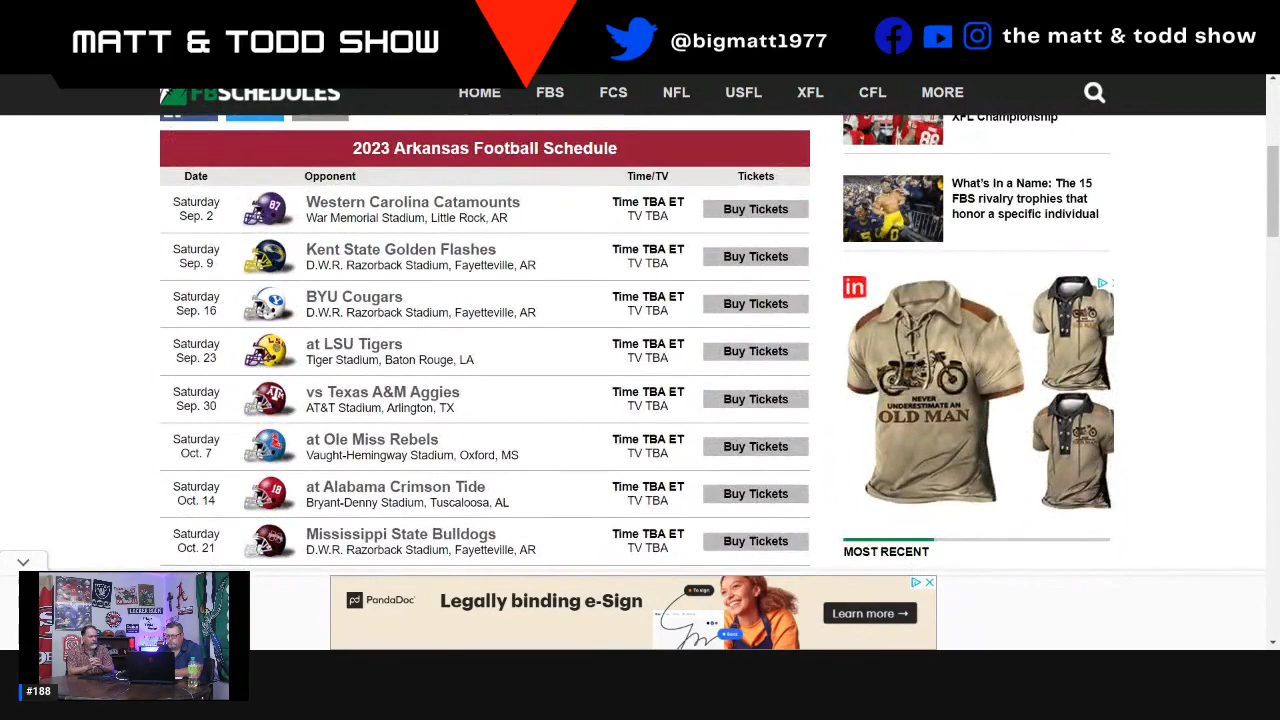 MATT & TODD SHOW
@bigmatt1977
the matt & todd show
FBSCHEDULES
HOME FBS FCS NFL USFL XFL CFL MORE
2023 Arkansas Football Schedule
Date Opponent Time/TV Tickets
Saturday
Sep. 2
87
Western Carolina Catamounts
War Memorial Stadium, Little Rock, AR
Time TBA ET
TV TBA
Buy Tickets
Saturday
Sep. 9
Kent State Golden Flashes
D.W.R. Razorback Stadium, Fayetteville, AR
Time TBA ET
TV TBA
Buy Tickets
Saturday
Sep. 16
BYU Cougars
D.W.R. Razorback Stadium, Fayetteville, AR
Time TBA ET
TV TBA
Buy Tickets
Saturday
Sep. 23
at LSU Tigers
Tiger Stadium, Baton Rouge, LA
Time TBA ET
TV TBA
Buy Tickets
Saturday
Sep. 30
vs Texas A&M Aggies
AT&T Stadium, Arlington, TX
Time TBA ET
TV TBA
Buy Tickets
Saturday
Oct. 7
at Ole Miss Rebels
Vaught-Hemingway Stadium, Oxford, MS
Time TBA ET
TV TBA
Buy Tickets
Saturday
Oct. 14
18
at Alabama Crimson Tide
Bryant-Denny Stadium, Tuscaloosa, AL
Time TBA ET
TV TBA
Buy Tickets
Saturday
Oct. 21
Mississippi State Bulldogs
D.W.R. Razorback Stadium, Fayetteville, AR
Time TBA ET
TV TBA
Buy Tickets
XFL Championship
What's In a Name: The 15
FBS rivalry trophies that
honor a specific individual
in
NEVER
UNDERESTIMATE AN
OLD MAN
MOST RECENT
pd PandaDoc
Legally binding e-Sign
Learn more →
#188